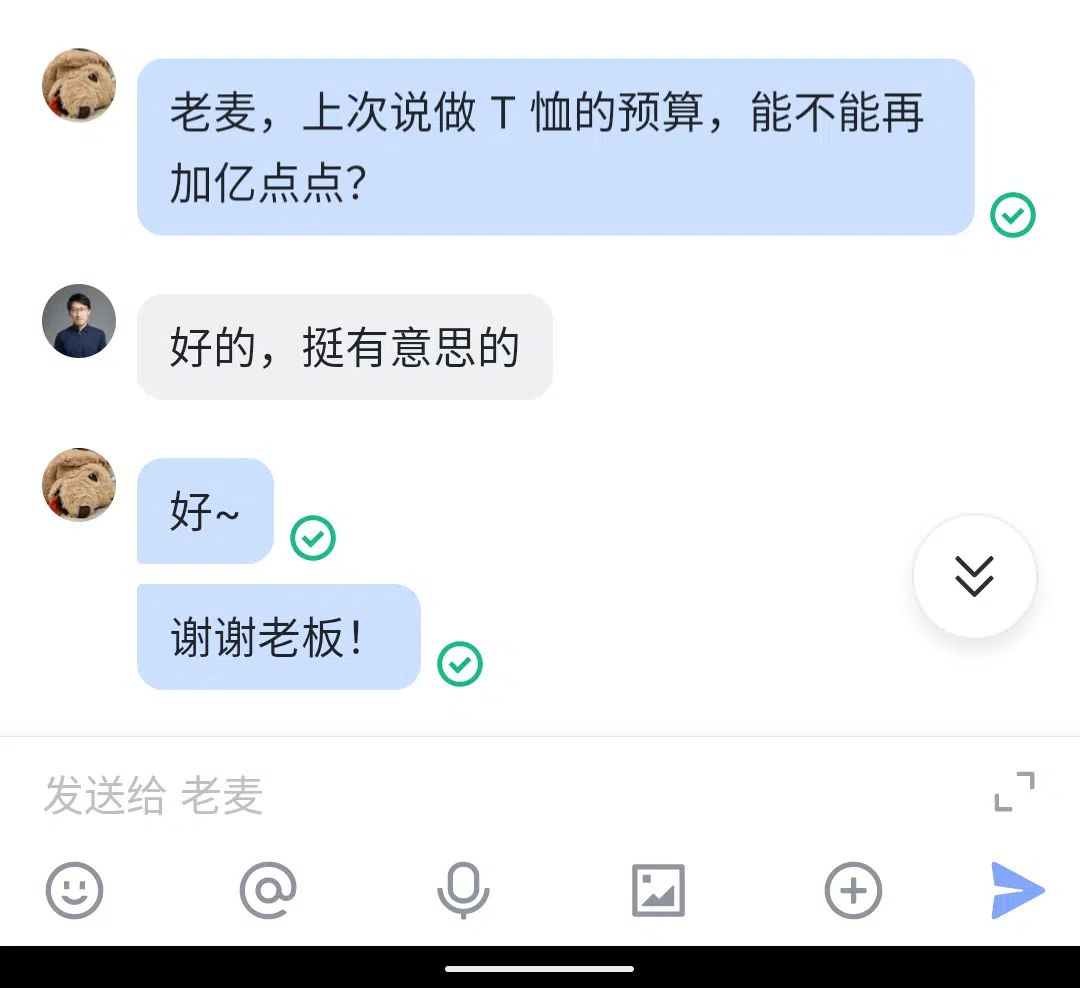 老麦，上次说做 T 恤的预算，能不能再
加亿点点？
好的，挺有意思的
好~
谢谢老板！
发送给 老麦